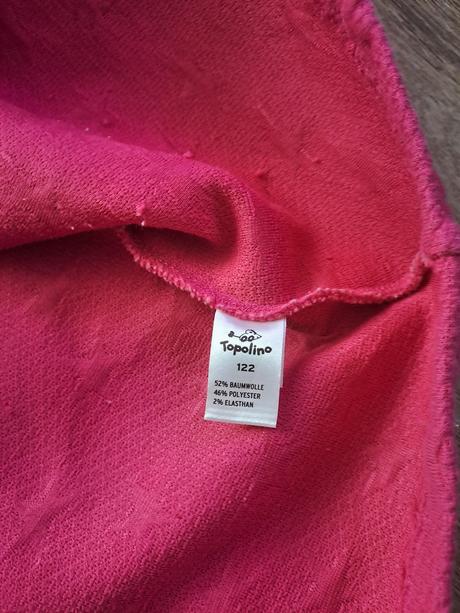 Topolino
122
52% BAUMWOLLE
46% POLYESTER
2% ELASTHAN